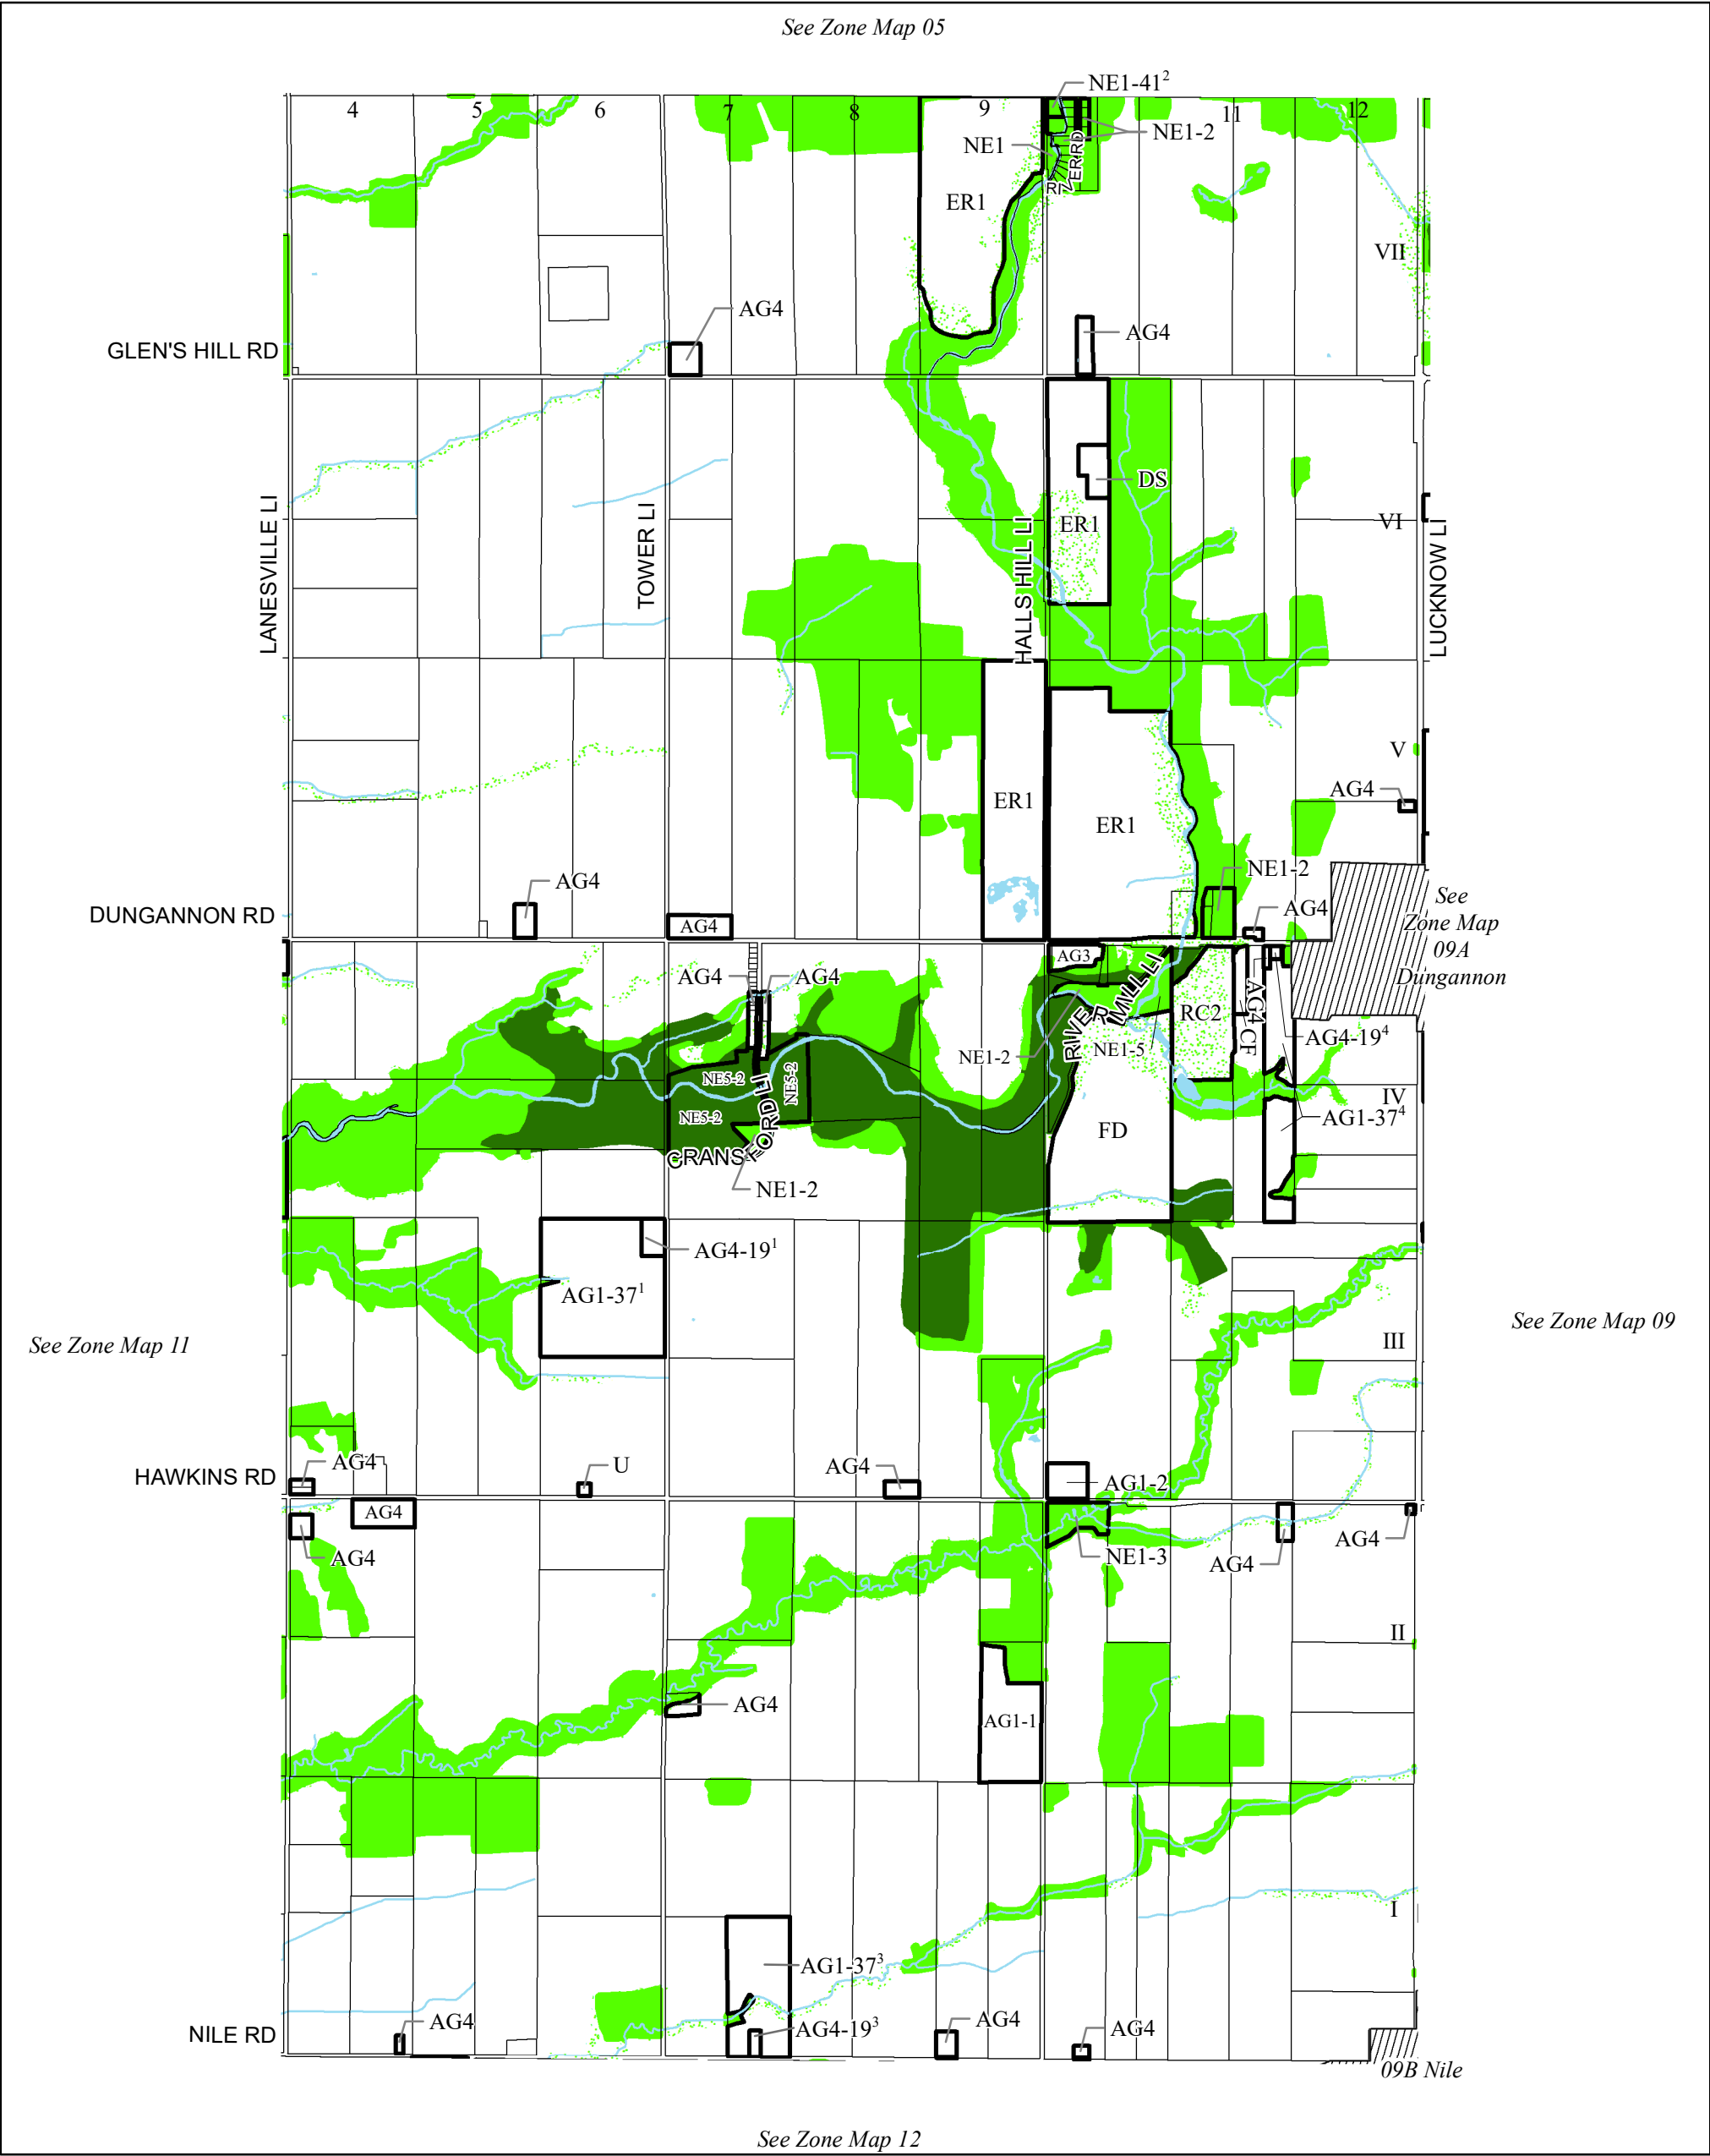 See Zone Map 05
NE1-41²
4
5
6
7
8
9
11
12
NE1-2
NE1
RIVER RD
ER1
VII
AG4
AG4
GLEN'S HILL RD
DS
VI
ER1
LANESVILLE LI
TOWER LI
HALLS HILL LI
LUCKNOW LI
V
AG4
ER1
ER1
NE1-2
AG4
AG4
See
Zone Map
09A
Dungannon
DUNGANNON RD
AG4
AG3
AG4
AG4
RIVER MILL LI
RC2
AG4
CF
AG4-19⁴
NE1-2
NE1-5
NE5-2
NE5-2
NE5-2
IV
AG1-37⁴
FD
CRANSFORD LI
NE1-2
AG4-19¹
AG1-37¹
See Zone Map 11
See Zone Map 09
III
AG4
U
AG4
HAWKINS RD
AG1-2
AG4
AG4
NE1-3
AG4
AG4
II
AG4
AG1-1
I
AG1-37³
AG4
AG4-19³
AG4
AG4
NILE RD
09B Nile
See Zone Map 12